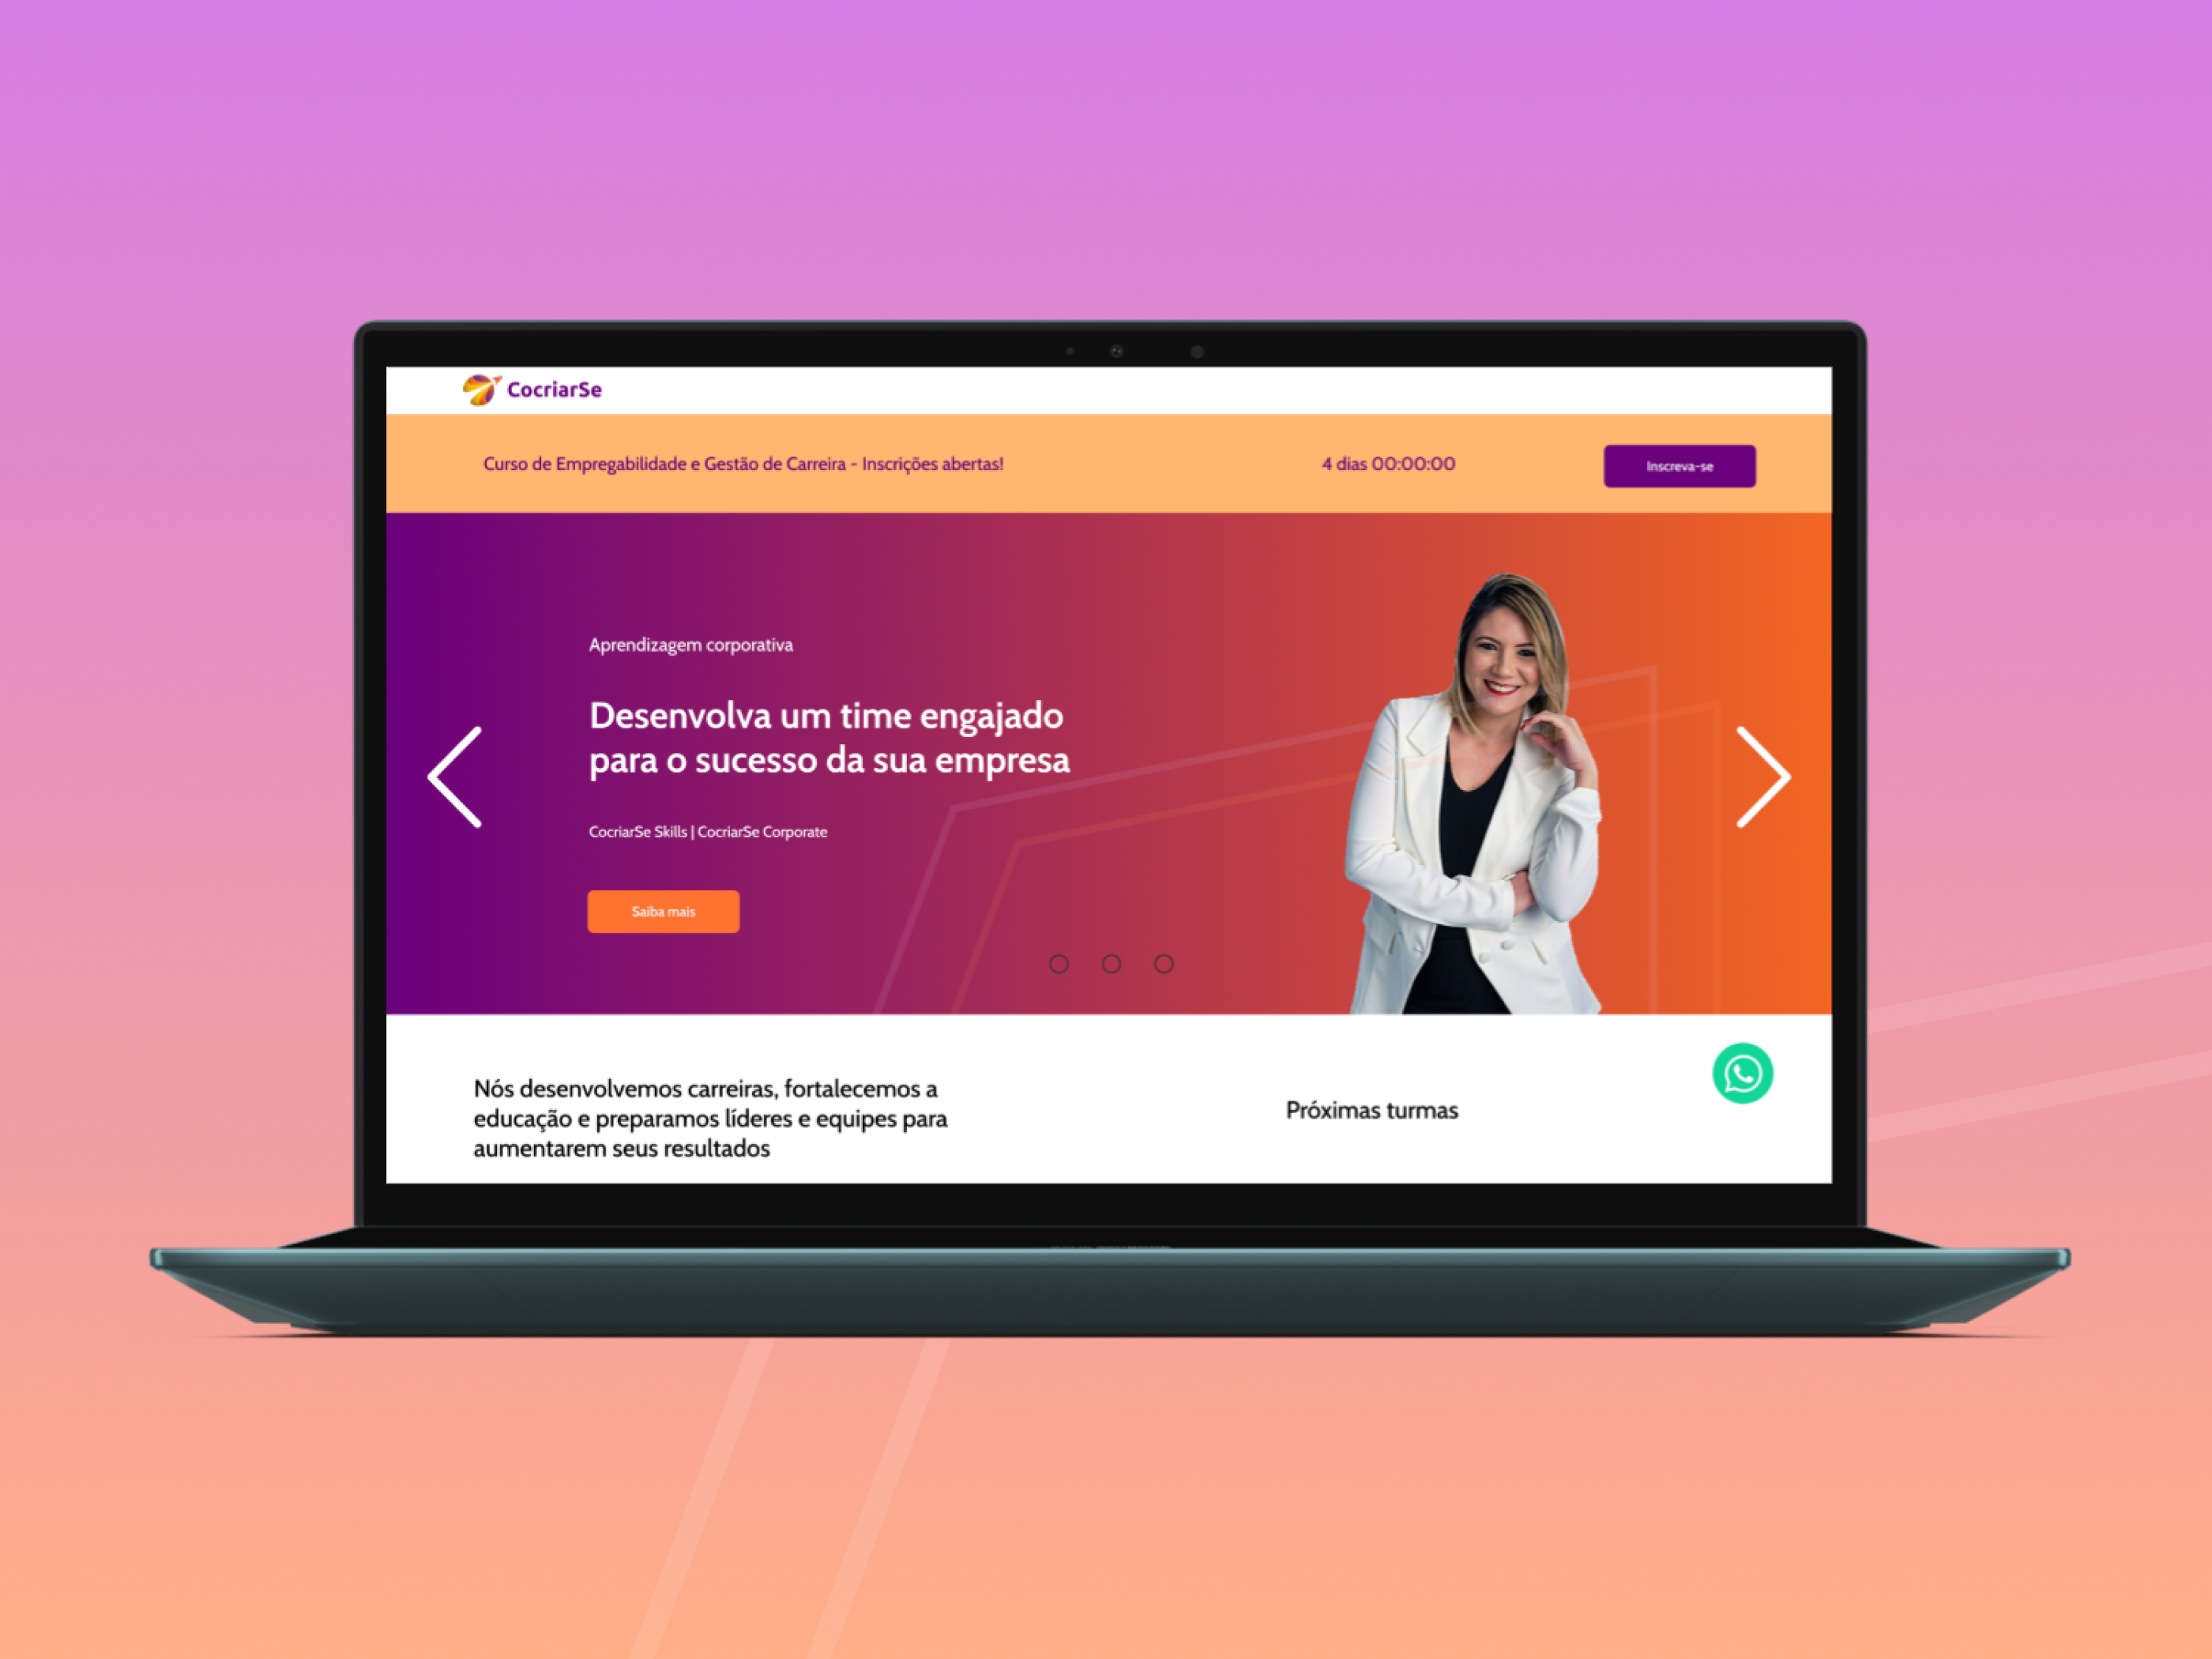 CocriarSe
Curso de Empregabilidade e Gestão de Carreira - Inscrições abertas!
4 dias 00:00:00
Inscreva-se
Aprendizagem corporativa
Desenvolva um time engajado
para o sucesso da sua empresa
CocriarSe Skills | CocriarSe Corporate
Saiba mais
Nós desenvolvemos carreiras, fortalecemos a
educação e preparamos líderes e equipes para
aumentarem seus resultados
Próximas turmas